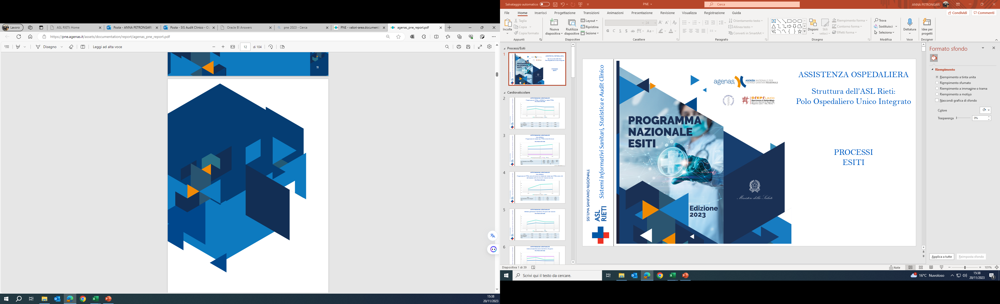 Lavoro
ASL RIETI: Home
Posta - ANNA PETRONGARI
Posta - SIS Audit Clinico - Ou
Oracle BI Answers
pne 2023 - Cerca
PNE - valori-area.document.t
agenas_pne_report.pdf
https://pne.agenas.it/assets/documentation/report/agenas_pne_report.pdf
Disegno
Leggi ad alta voce
12
di 104
11
15:38
20/11/2023
Salvataggio automatico
PNE
Cerca
ANNA PETRONGARI
File
Home
Inserisci
Progettazione
Transizioni
Animazioni
Presentazione
Revisione
Visualizza
Registrazione
Guida
Condividi
Commenti
Incolla
Taglia
Copia
Copia formato
Appunti
Nuova diapositiva
Riutilizza diapositive
Layout
Ripristina
Sezione
Diapositive
24
Carattere
Orientamento testo
Allinea testo
Converti in SmartArt
Paragrafo
Disponi
Stili veloci
Riempimento forma
Contorno forma
Effetti forma
Disegno
Trova
Sostituisci
Seleziona
Modifica
Dettatura
Voce
Idee per progetti
Designer
Processi/Esiti
1
Cardiovalscolare
2
3
4
5
6
SISTEMA SANITARIO REGIONALE
ASL
RIETI
Sistemi Informativi Sanitari, Statistica e Audit Clinico
agenas.
AGENZIA NAZIONALE PER
I SERVIZI SANITARI REGIONALI
D/EP/Lazio
Dipartimento di Epidemiologia
Servizio Sanitario Regionale
Regione Lazio - ASL Roma 1
PROGRAMMA
NAZIONALE
ESITI
Edizione
2023
Ministero della Salute
ASSISTENZA OSPEDALIERA
Struttura dell'ASL Rieti:
Polo Ospedaliero Unico Integrato
PROCESSI
ESITI
Formato sfondo
Riempimento
Riempimento a tinta unita
Riempimento sfumato
Riempimento a immagine o trama
Riempimento a motivo
Nascondi grafica di sfondo
Colore
Trasparenza
0%
Applica a tutte
Reimposta sfondo
Diapositiva 1 di 39
Note
101%
Scrivi qui il testo da cercare.
16°C Nuvoloso
15:38
20/11/2023
3